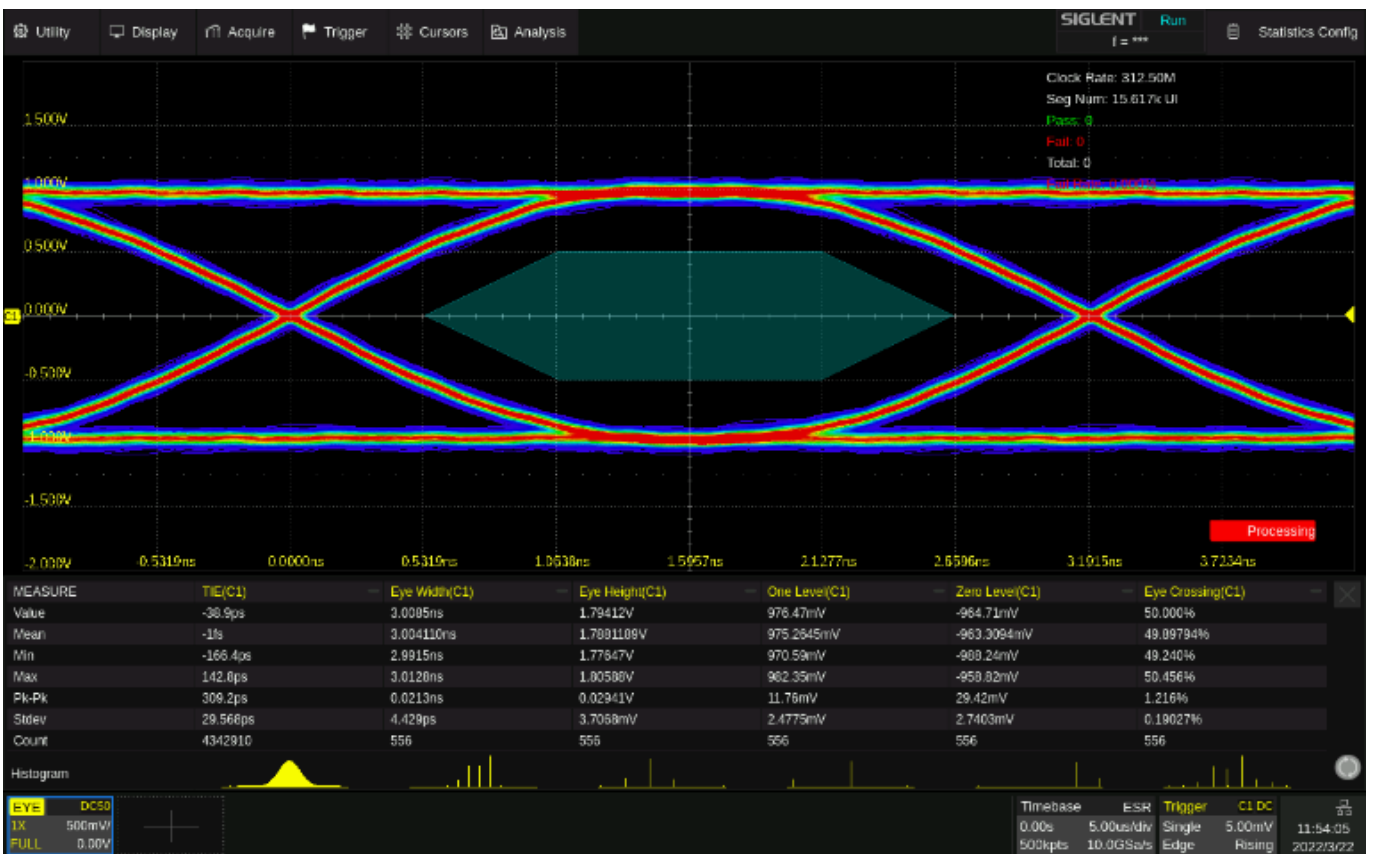 Utility Display Acquire Trigger Cursors Analysis SIGLENT Run Statistics Config
f = ***
Clock Rate: 312.50M
Seg Num: 15.617k UI
Pass: 0
Fail: 0
Total: 0
Fail Rate: 0.000%
1.500V
1.000V
0.500V
C1 0.000V
-0.500V
-1.000V
-1.500V
Processing
-2.000V -0.5319ns 0.0000ns 0.5319ns 1.0638ns 1.5957ns 2.1277ns 2.6596ns 3.1915ns 3.7234ns
MEASURE TIE(C1) Eye Width(C1) Eye Height(C1) One Level(C1) Zero Level(C1) Eye Crossing(C1)
Value -38.9ps 3.0085ns 1.79412V 976.47mV -964.71mV 50.000%
Mean -1fs 3.004110ns 1.7881189V 975.2645mV -963.3094mV 49.89794%
Min -166.4ps 2.9915ns 1.77647V 970.59mV -988.24mV 49.240%
Max 142.8ps 3.0128ns 1.80588V 982.35mV -958.82mV 50.456%
Pk-Pk 309.2ps 0.0213ns 0.02941V 11.76mV 29.42mV 1.216%
Stdev 29.568ps 4.429ps 3.7068mV 2.4775mV 2.7403mV 0.19027%
Count 4342910 556 556 556 556 556
Histogram
EYE DC50 Timebase ESR Trigger C1 DC
1X 500mV/ 0.00s 5.00us/div Single 5.00mV 11:54:05
FULL 0.00V 500kpts 10.0GSa/s Edge Rising 2022/3/22